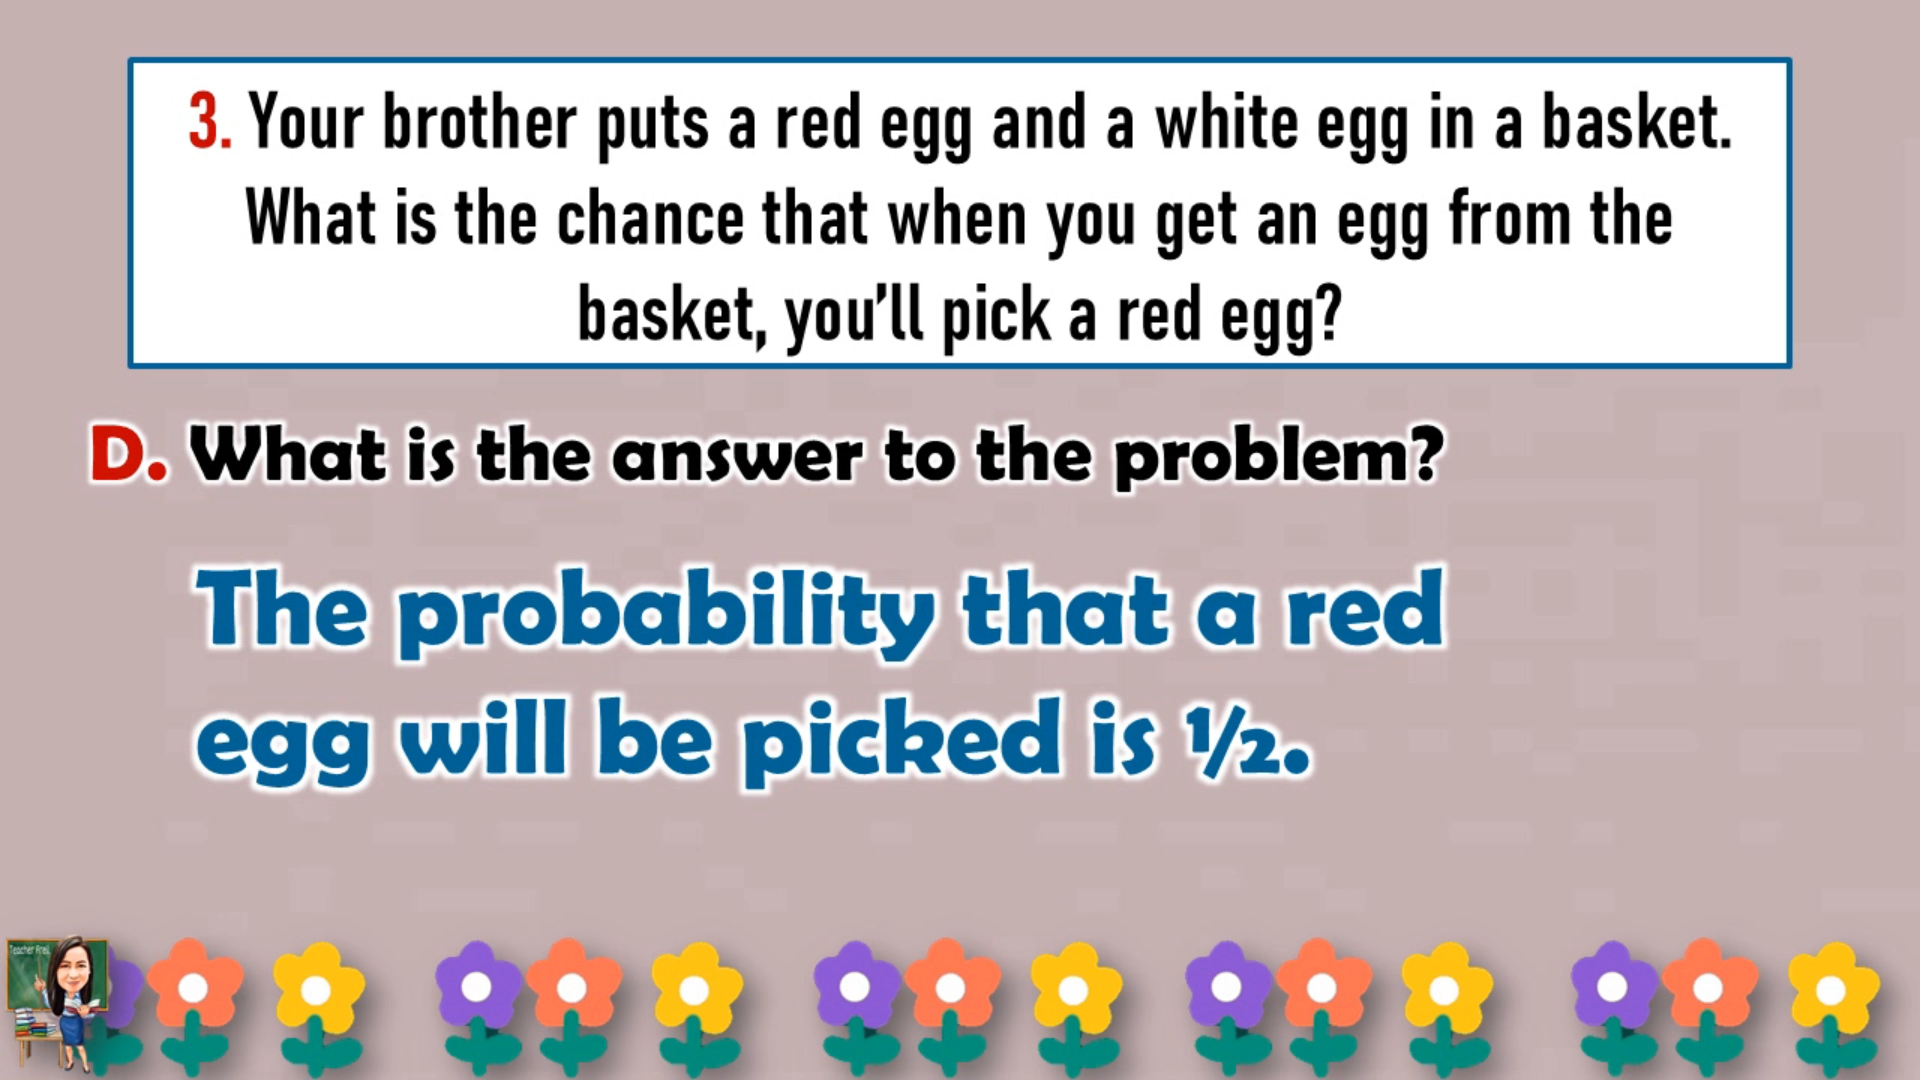 3. Your brother puts a red egg and a white egg in a basket.
What is the chance that when you get an egg from the
basket, you’ll pick a red egg?
D. What is the answer to the problem?
The probability that a red
egg will be picked is ½.